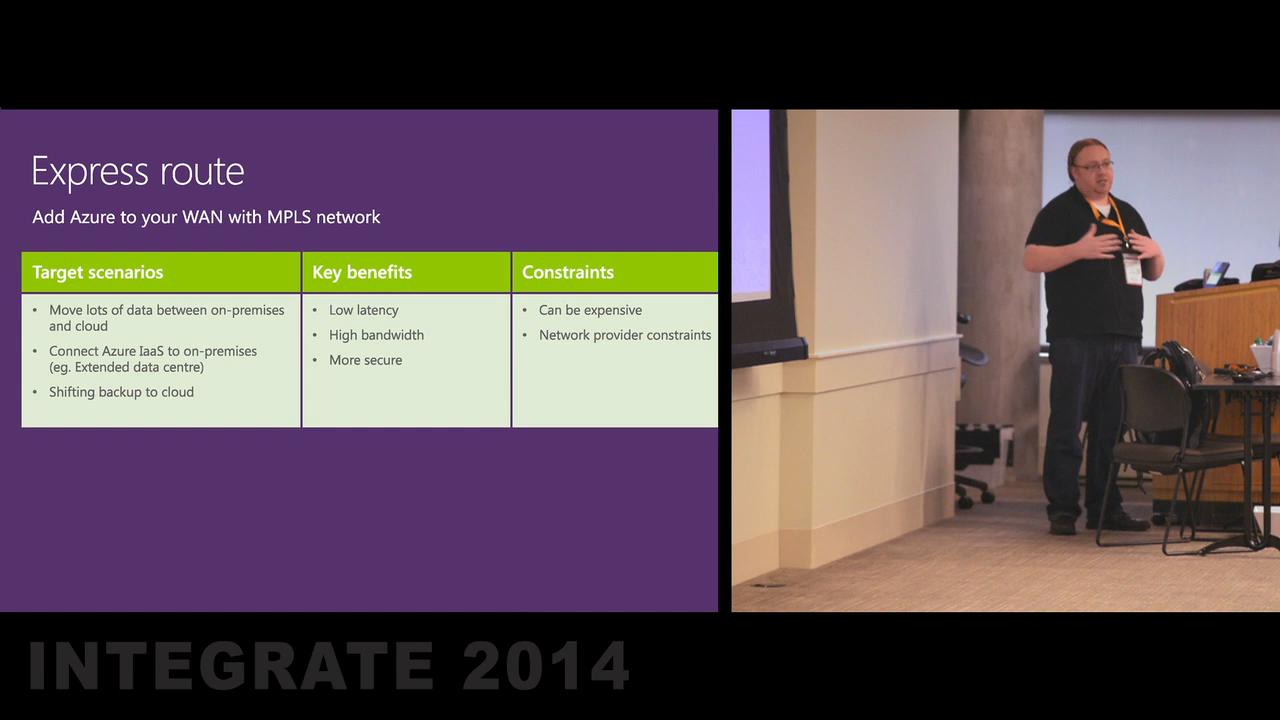 Express route
Add Azure to your WAN with MPLS network
Target scenarios
• Move lots of data between on-premises
and cloud
• Connect Azure IaaS to on-premises
(eg. Extended data centre)
• Shifting backup to cloud
Key benefits
• Low latency
• High bandwidth
• More secure
Constraints
• Can be expensive
• Network provider constraints
INTEGRATE 2014